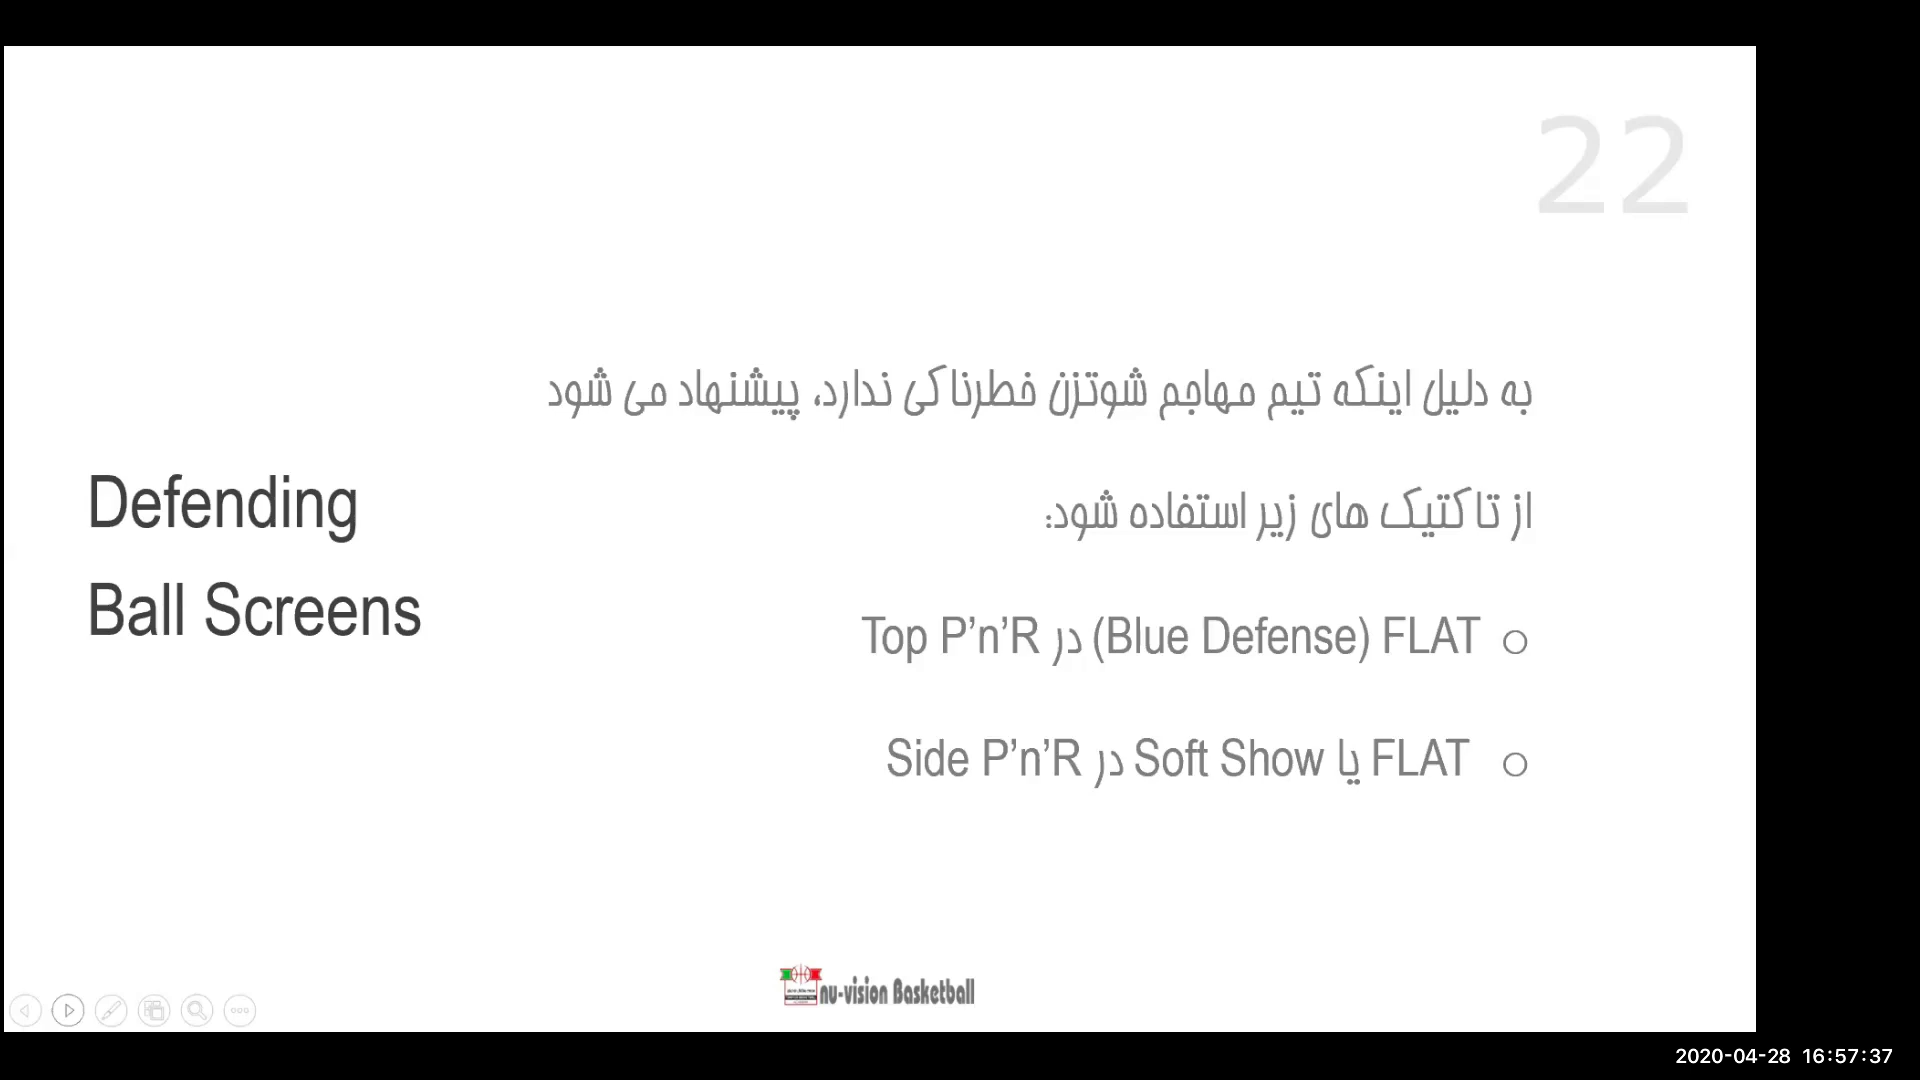 22
Defending
Ball Screens
به دلیل اینکه تیم مهاجم شوتزن خطرناکی ندارد، پیشنهاد می شود
از تاکتیک های زیر استفاده شود:
○ FLAT (Blue Defense) در Top P’n’R
○ FLAT یا Soft Show در Side P’n’R
nu-vision Basketball
2020-04-28 16:57:37